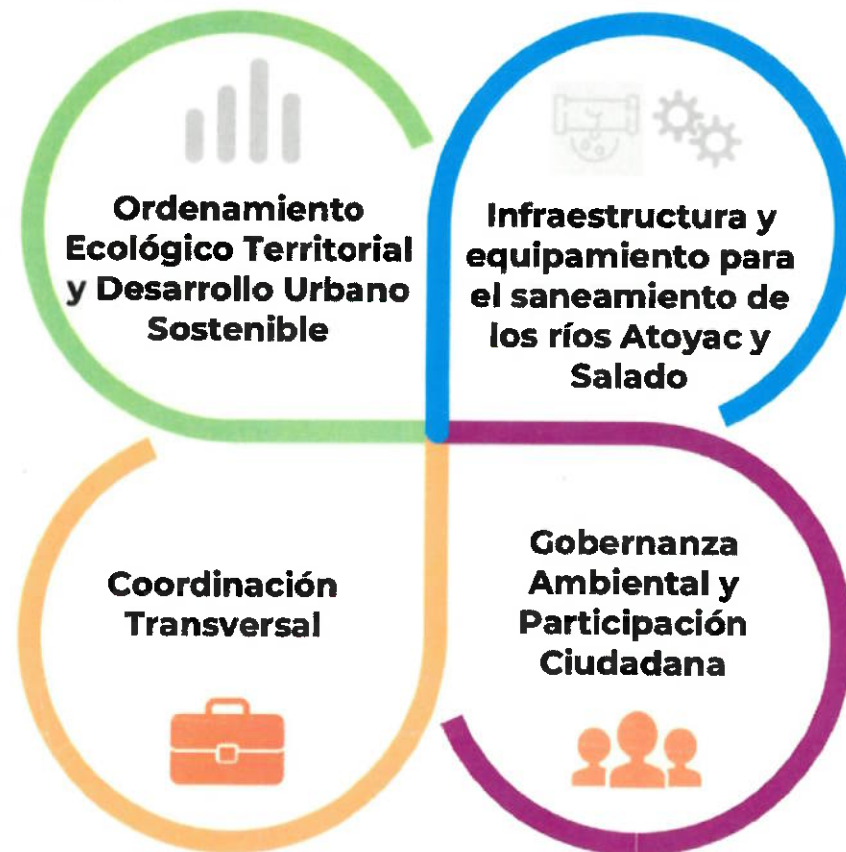 Ordenamiento
Ecológico Territorial
y Desarrollo Urbano
Sostenible
Infraestructura y
equipamiento para
el saneamiento de
los ríos Atoyac y
Salado
Coordinación
Transversal
Gobernanza
Ambiental y
Participación
Ciudadana